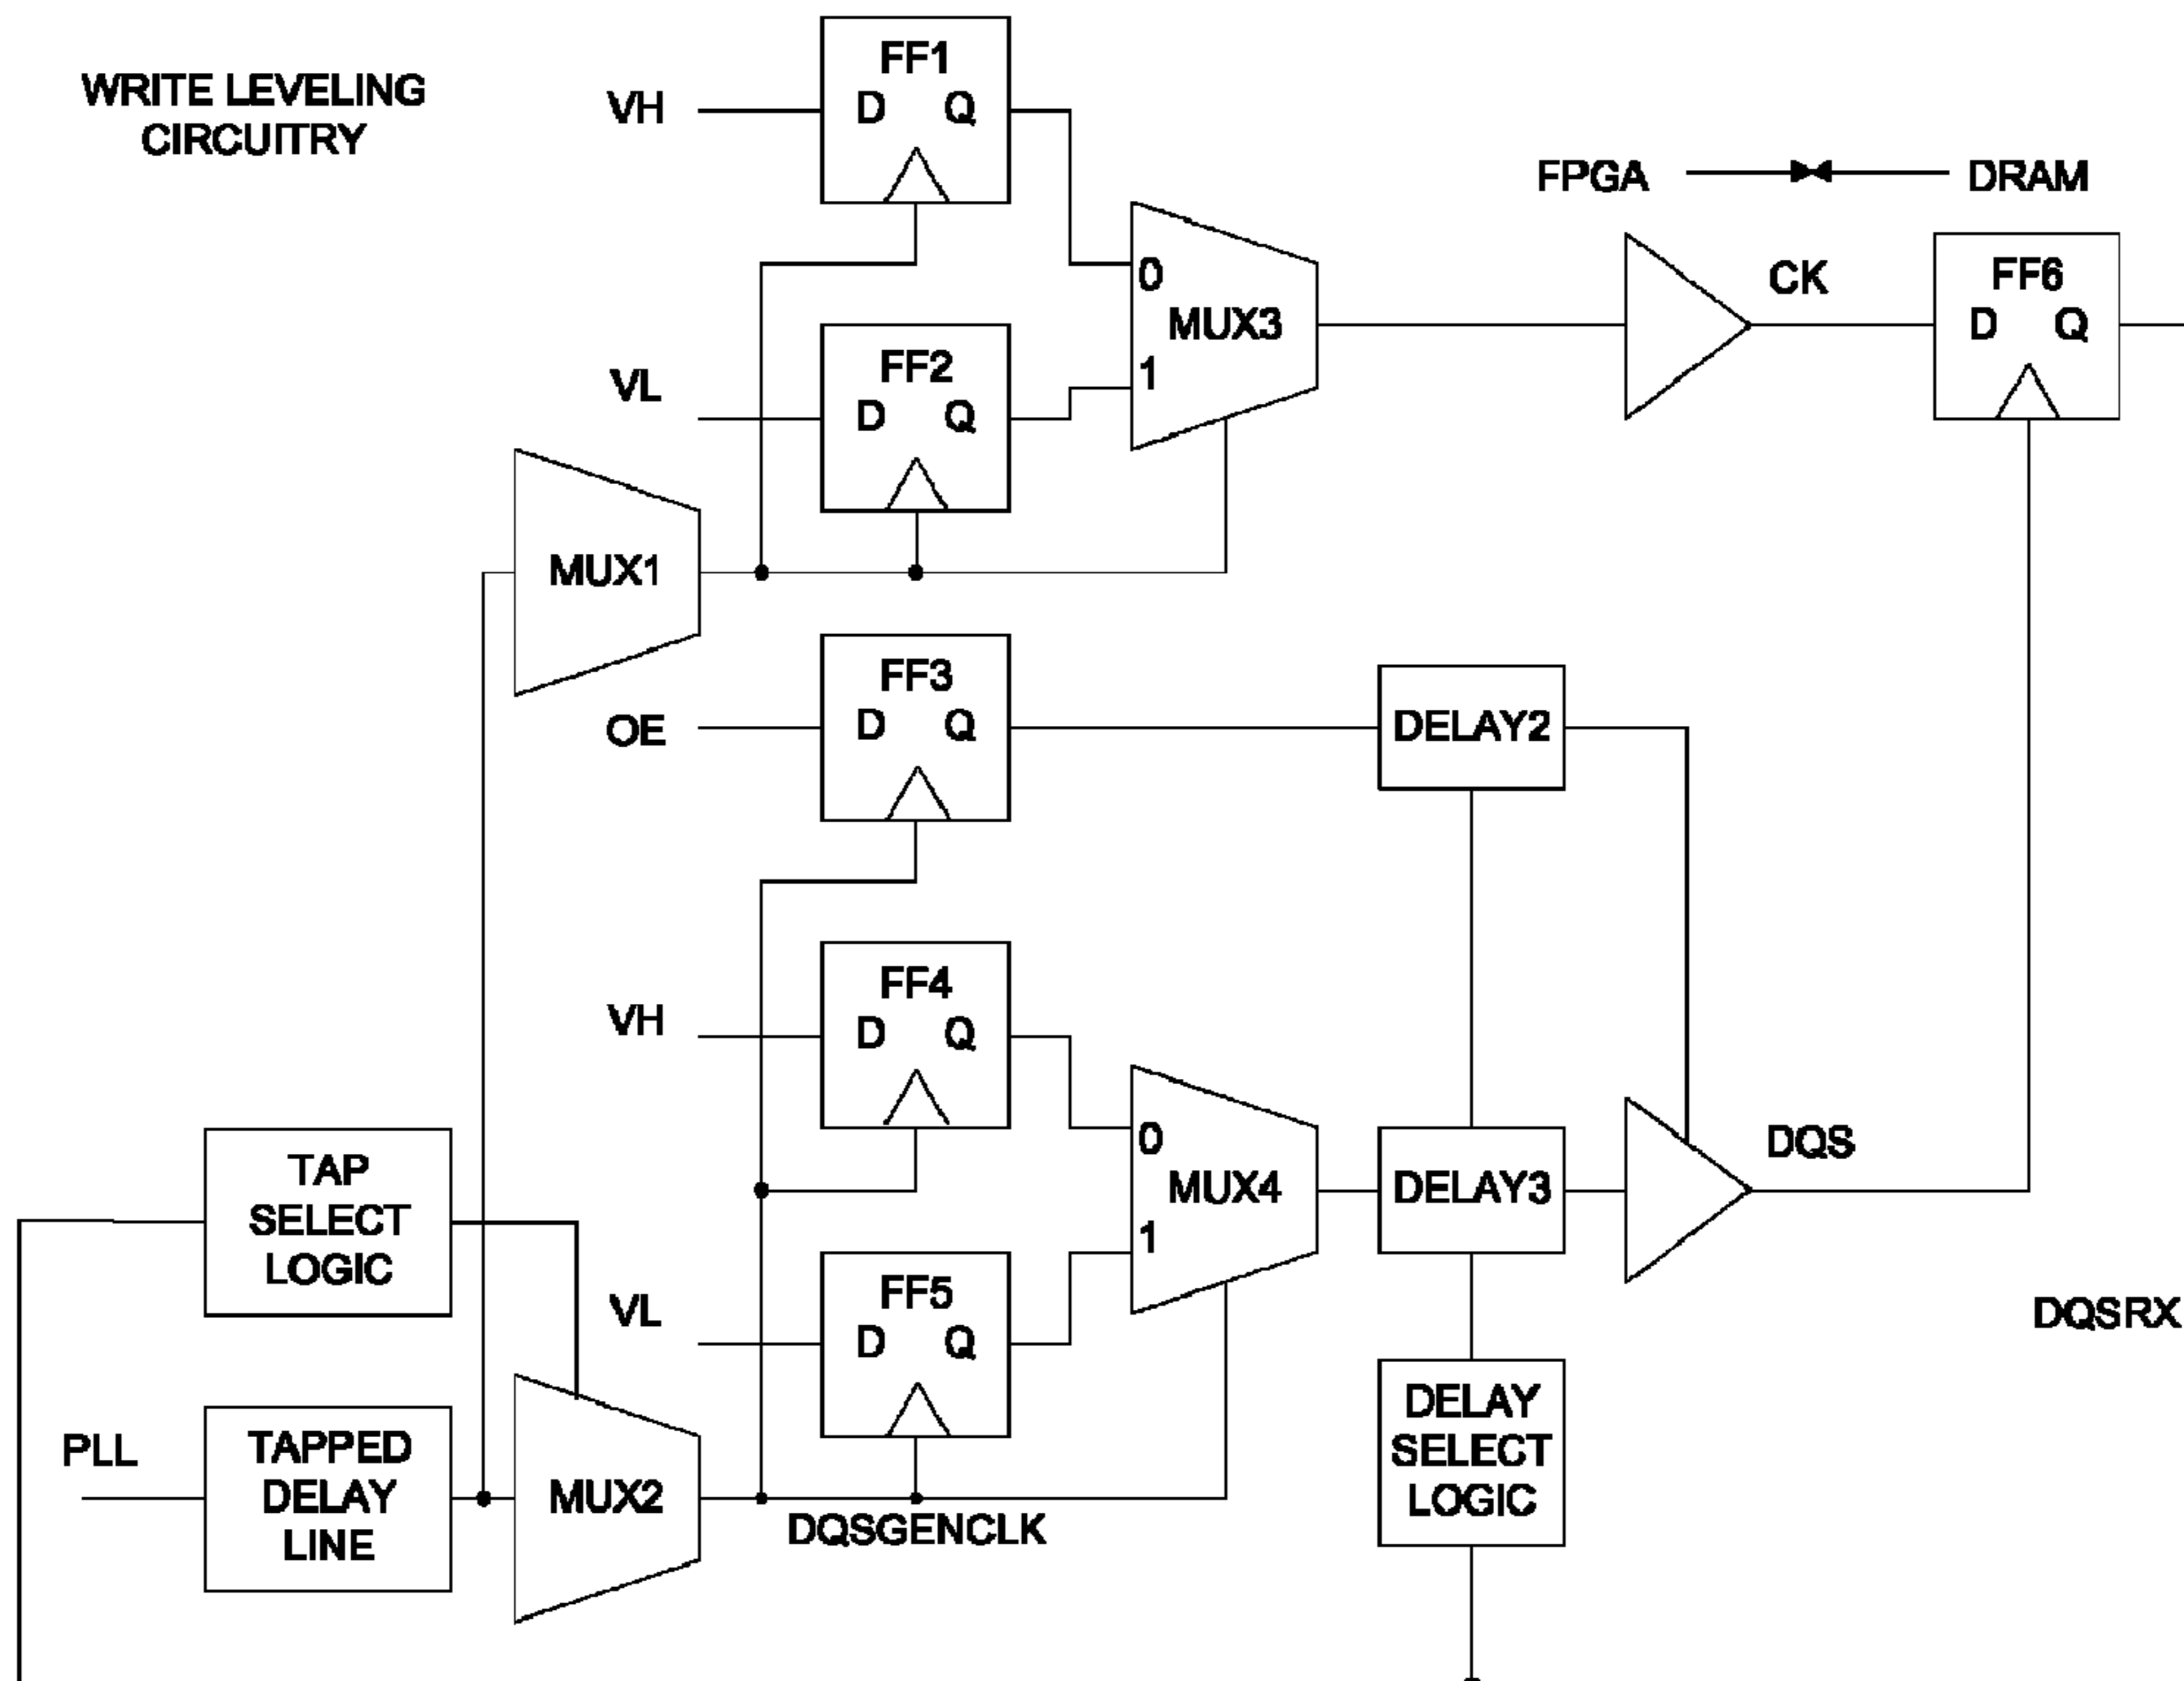 WRITE LEVELING
CIRCUITRY
FF1
VH
D Q
FPGA
DRAM
0
MUX3
1
CK
FF6
D Q
FF2
VL
D Q
MUX1
FF3
OE
D Q
DELAY2
FF4
VH
D Q
0
MUX4
1
DELAY3
DQS
TAP
SELECT
LOGIC
FF5
VL
D Q
DQSRX
DELAY
SELECT
LOGIC
PLL
TAPPED
DELAY
LINE
MUX2
DQSGENCLK